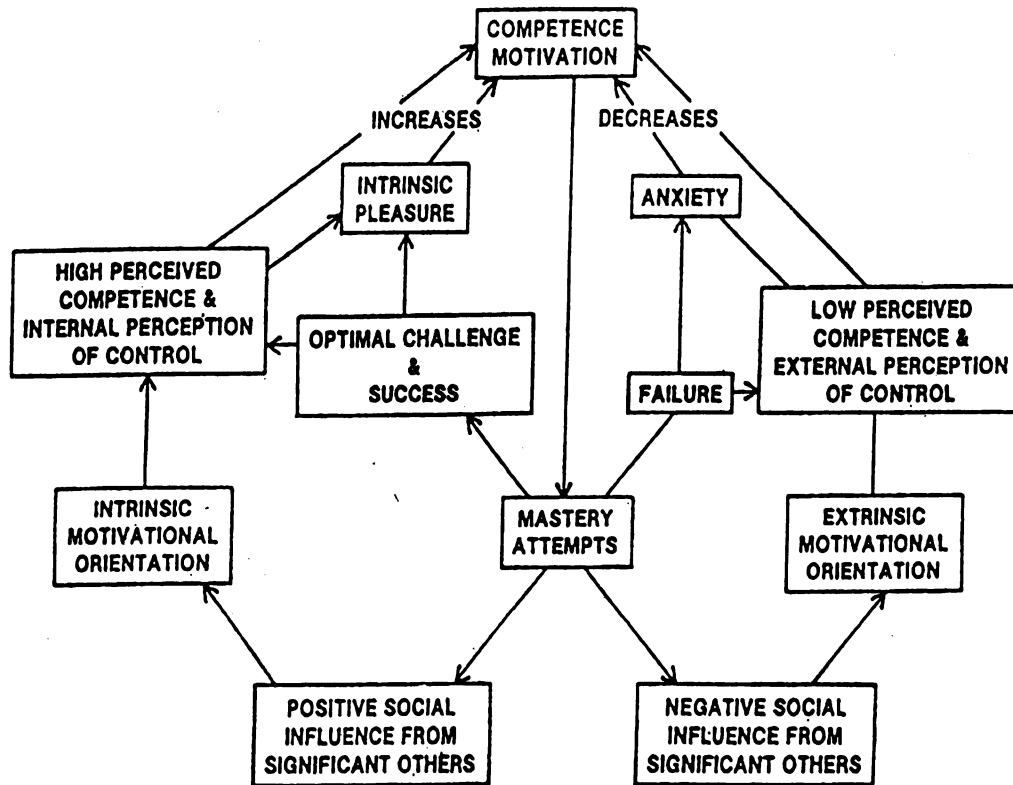 COMPETENCE
MOTIVATION
INCREASES
DECREASES
INTRINSIC
PLEASURE
ANXIETY
HIGH PERCEIVED
COMPETENCE &
INTERNAL PERCEPTION
OF CONTROL
OPTIMAL CHALLENGE
&
SUCCESS
FAILURE
LOW PERCEIVED
COMPETENCE &
EXTERNAL PERCEPTION
OF CONTROL
INTRINSIC
MOTIVATIONAL
ORIENTATION
MASTERY
ATTEMPTS
EXTRINSIC
MOTIVATIONAL
ORIENTATION
POSITIVE SOCIAL
INFLUENCE FROM
SIGNIFICANT OTHERS
NEGATIVE SOCIAL
INFLUENCE FROM
SIGNIFICANT OTHERS